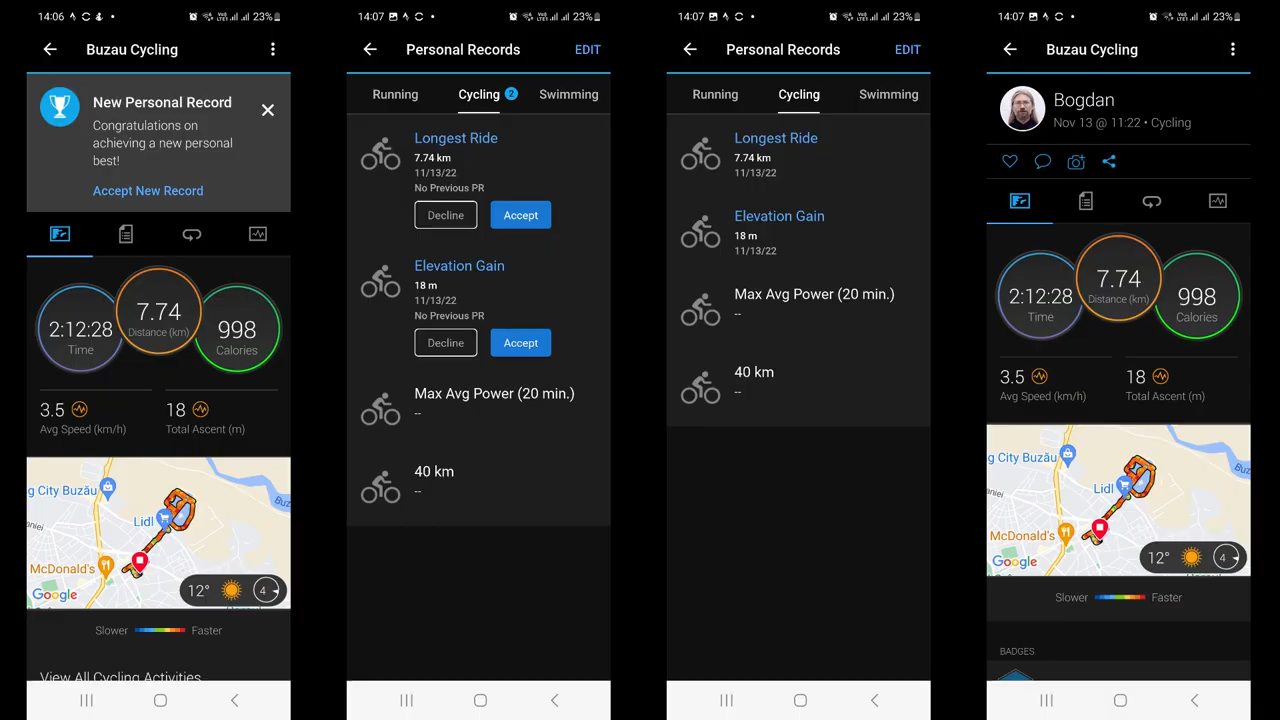 14:06
23%
Buzau Cycling
New Personal Record
Congratulations on
achieving a new personal
best!
Accept New Record
2:12:28
Time
7.74
Distance (km)
998
Calories
3.5
Avg Speed (km/h)
18
Total Ascent (m)
g City Buzău
Lidl
McDonald's
Google
12°
4
Slower
Faster
View All Cycling Activities
14:07
23%
Personal Records
EDIT
Running
Cycling 2
Swimming
Longest Ride
7.74 km
11/13/22
No Previous PR
Decline
Accept
Elevation Gain
18 m
11/13/22
No Previous PR
Decline
Accept
Max Avg Power (20 min.)
--
40 km
--
14:07
23%
Personal Records
EDIT
Running
Cycling
Swimming
Longest Ride
7.74 km
11/13/22
Elevation Gain
18 m
11/13/22
Max Avg Power (20 min.)
--
40 km
--
14:07
23%
Buzau Cycling
Bogdan
Nov 13 @ 11:22 • Cycling
2:12:28
Time
7.74
Distance (km)
998
Calories
3.5
Avg Speed (km/h)
18
Total Ascent (m)
g City Buzău
Lidl
McDonald's
Google
12°
4
Slower
Faster
BADGES